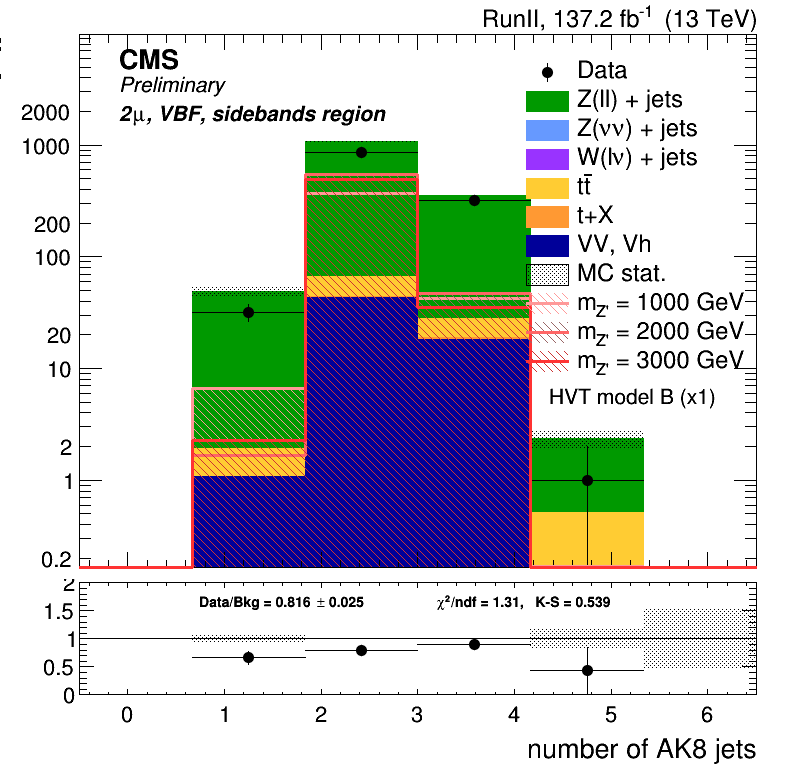 RunII, 137.2 fb⁻¹ (13 TeV)
CMS
Preliminary
2μ, VBF, sidebands region
Data
Z(ll) + jets
Z(νν) + jets
W(lν) + jets
tt̄
t+X
VV, Vh
MC stat.
m_Z' = 1000 GeV
m_Z' = 2000 GeV
m_Z' = 3000 GeV
HVT model B (x1)
2000
1000
200
100
20
10
2
1
0.2
Data/Bkg = 0.816 ± 0.025 χ²/ndf = 1.31, K-S = 0.539
2
1.5
1
0.5
0
0 1 2 3 4 5 6
number of AK8 jets